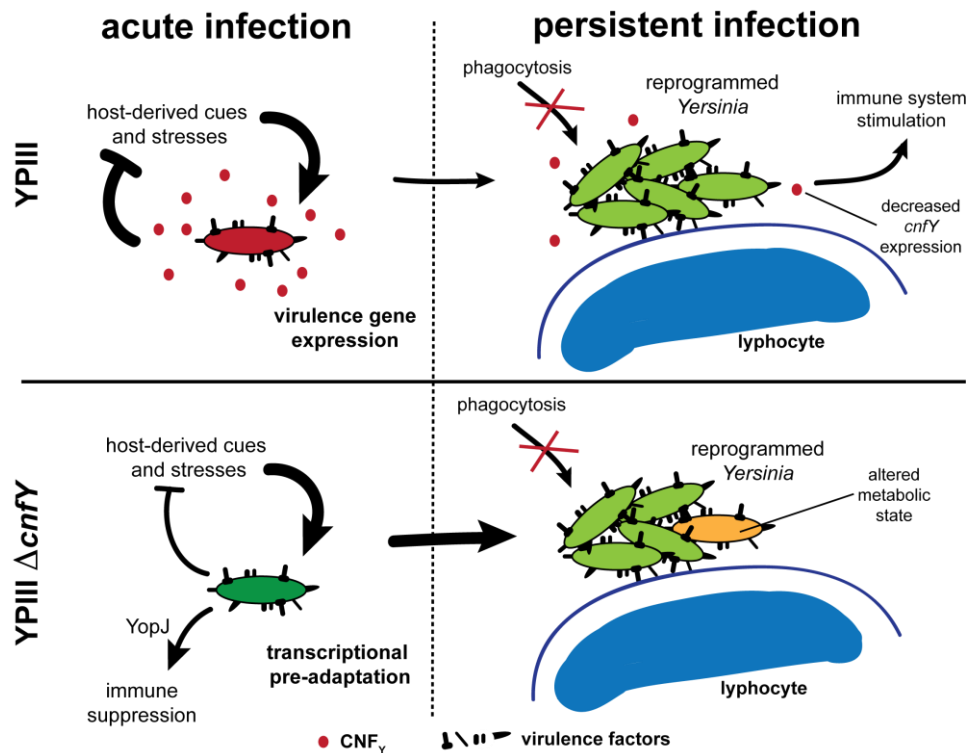 acute infection
persistent infection
YPIII
host-derived cues
and stresses
virulence gene
expression
phagocytosis
reprogrammed
Yersinia
immune system
stimulation
decreased
cnfY
expression
lyphocyte
YPIII ΔcnfY
host-derived cues
and stresses
YopJ
immune
suppression
transcriptional
pre-adaptation
phagocytosis
reprogrammed
Yersinia
altered
metabolic
state
lyphocyte
CNFY
virulence factors